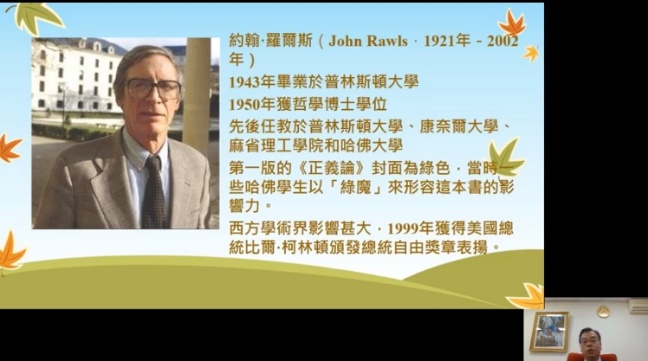 約翰·羅爾斯（John Rawls，1921年－2002
年）
1943年畢業於普林斯頓大學
1950年獲哲學博士學位
先後任教於普林斯頓大學、康奈爾大學、
麻省理工學院和哈佛大學
第一版的《正義論》封面為綠色，當時一
些哈佛學生以「綠魔」來形容這本書的影
響力。
西方學術界影響甚大，1999年獲得美國總
統比爾·柯林頓頒發總統自由獎章表揚。